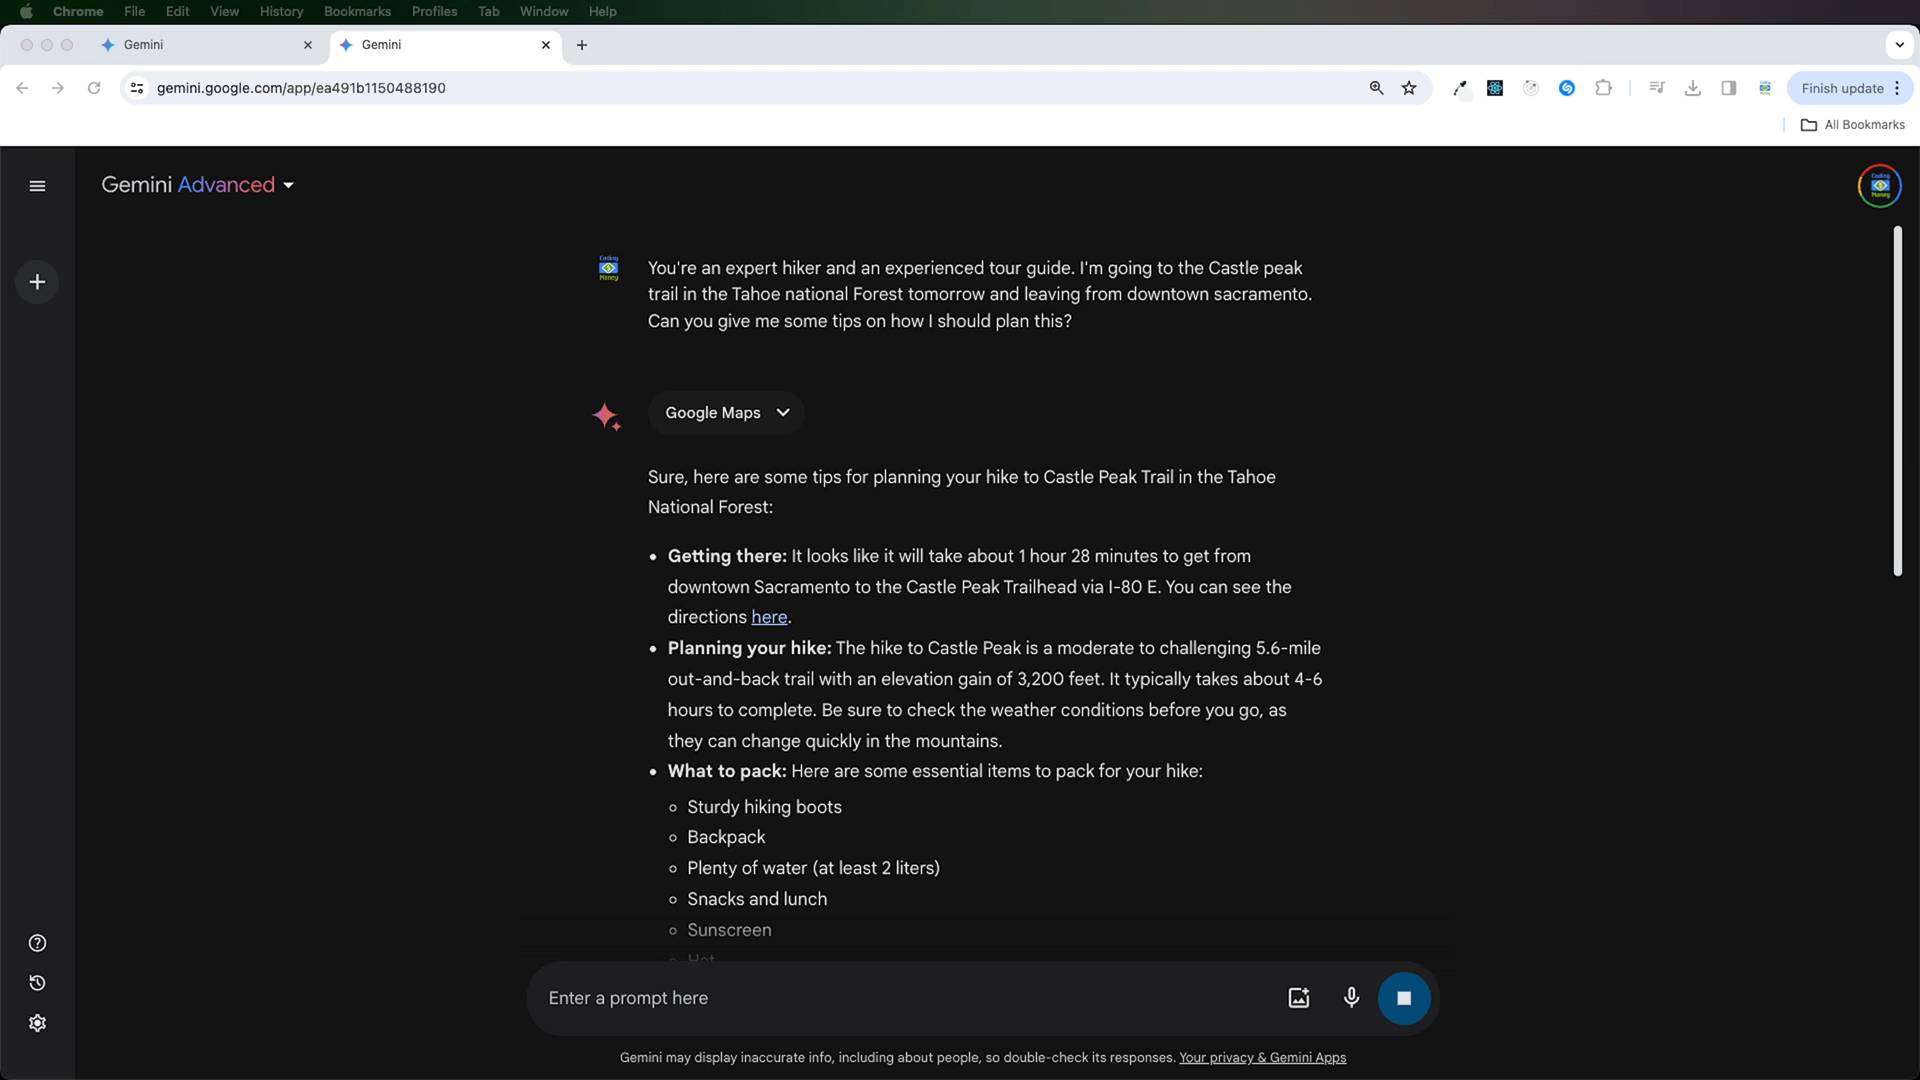 Chrome File Edit View History Bookmarks Profiles Tab Window Help
Gemini
Gemini
gemini.google.com/app/ea491b1150488190
Finish update
All Bookmarks
Gemini Advanced
Coding
Money
Coding
Money
You're an expert hiker and an experienced tour guide. I'm going to the Castle peak
trail in the Tahoe national Forest tomorrow and leaving from downtown sacramento.
Can you give me some tips on how I should plan this?
Google Maps
Sure, here are some tips for planning your hike to Castle Peak Trail in the Tahoe
National Forest:
• Getting there: It looks like it will take about 1 hour 28 minutes to get from
downtown Sacramento to the Castle Peak Trailhead via I-80 E. You can see the
directions here.
• Planning your hike: The hike to Castle Peak is a moderate to challenging 5.6-mile
out-and-back trail with an elevation gain of 3,200 feet. It typically takes about 4-6
hours to complete. Be sure to check the weather conditions before you go, as
they can change quickly in the mountains.
• What to pack: Here are some essential items to pack for your hike:
Sturdy hiking boots
Backpack
Plenty of water (at least 2 liters)
Snacks and lunch
Sunscreen
Hat
Enter a prompt here
Gemini may display inaccurate info, including about people, so double-check its responses. Your privacy & Gemini Apps